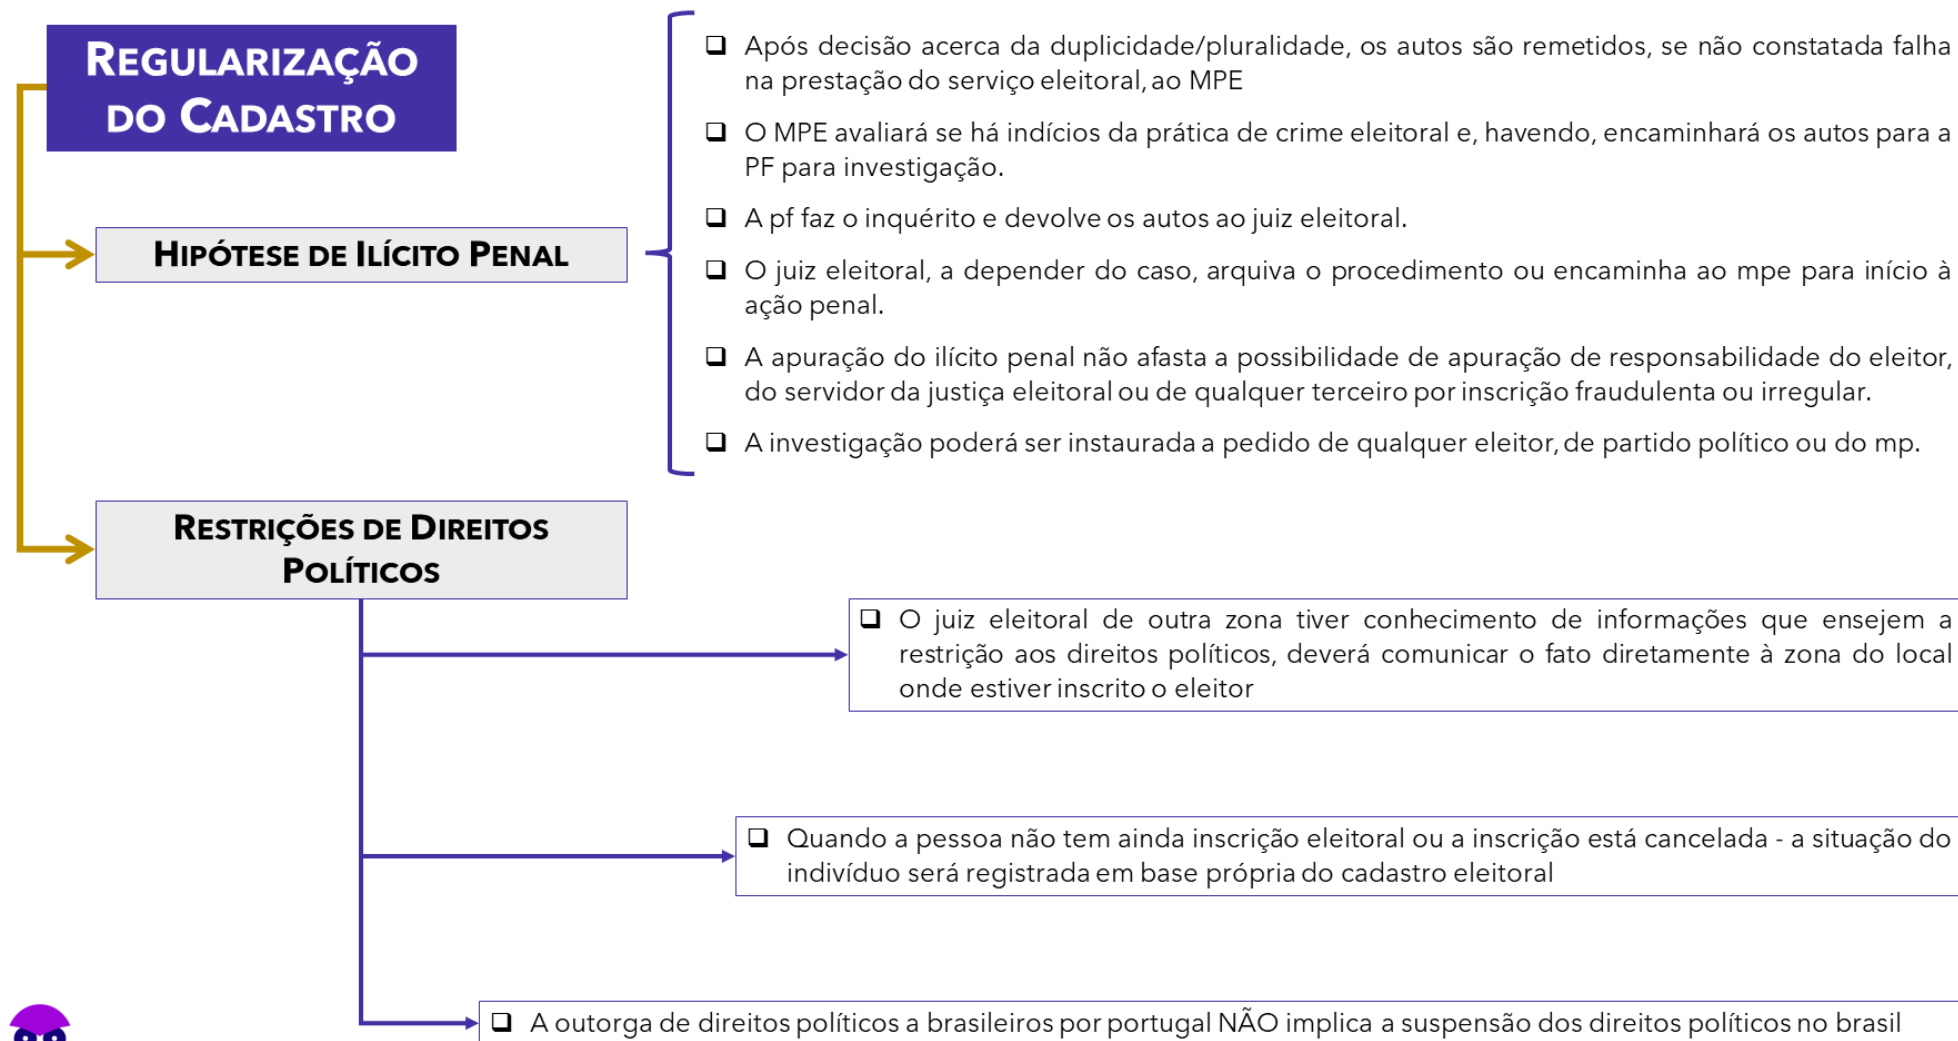 REGULARIZAÇÃO
DO CADASTRO
❑ Após decisão acerca da duplicidade/pluralidade, os autos são remetidos, se não constatada falha
na prestação do serviço eleitoral, ao MPE
❑ O MPE avaliará se há indícios da prática de crime eleitoral e, havendo, encaminhará os autos para a
PF para investigação.
❑ A pf faz o inquérito e devolve os autos ao juiz eleitoral.
HIPÓTESE DE ILÍCITO PENAL
❑ O juiz eleitoral, a depender do caso, arquiva o procedimento ou encaminha ao mpe para início à
ação penal.
❑ A apuração do ilícito penal não afasta a possibilidade de apuração de responsabilidade do eleitor,
do servidor da justiça eleitoral ou de qualquer terceiro por inscrição fraudulenta ou irregular.
❑ A investigação poderá ser instaurada a pedido de qualquer eleitor, de partido político ou do mp.
RESTRIÇÕES DE DIREITOS
POLÍTICOS
❑ O juiz eleitoral de outra zona tiver conhecimento de informações que ensejem a
restrição aos direitos políticos, deverá comunicar o fato diretamente à zona do local
onde estiver inscrito o eleitor
❑ Quando a pessoa não tem ainda inscrição eleitoral ou a inscrição está cancelada - a situação do
indivíduo será registrada em base própria do cadastro eleitoral
❑ A outorga de direitos políticos a brasileiros por portugal NÃO implica a suspensão dos direitos políticos no brasil